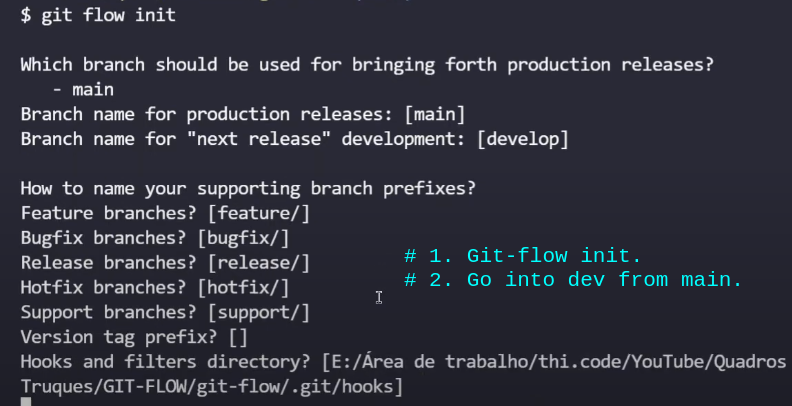 $ git flow init
Which branch should be used for bringing forth production releases?
- main
Branch name for production releases: [main]
Branch name for "next release" development: [develop]
How to name your supporting branch prefixes?
Feature branches? [feature/]
Bugfix branches? [bugfix/]
Release branches? [release/]
Hotfix branches? [hotfix/]
Support branches? [support/]
Version tag prefix? []
Hooks and filters directory? [E:/Área de trabalho/thi.code/YouTube/Quadros
Truques/GIT-FLOW/git-flow/.git/hooks]
# 1. Git-flow init.
# 2. Go into dev from main.